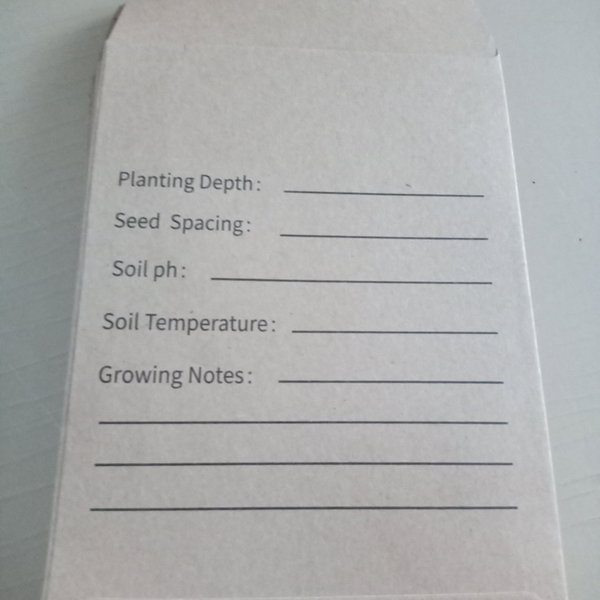 Planting Depth:
Seed Spacing:
Soil ph:
Soil Temperature:
Growing Notes: